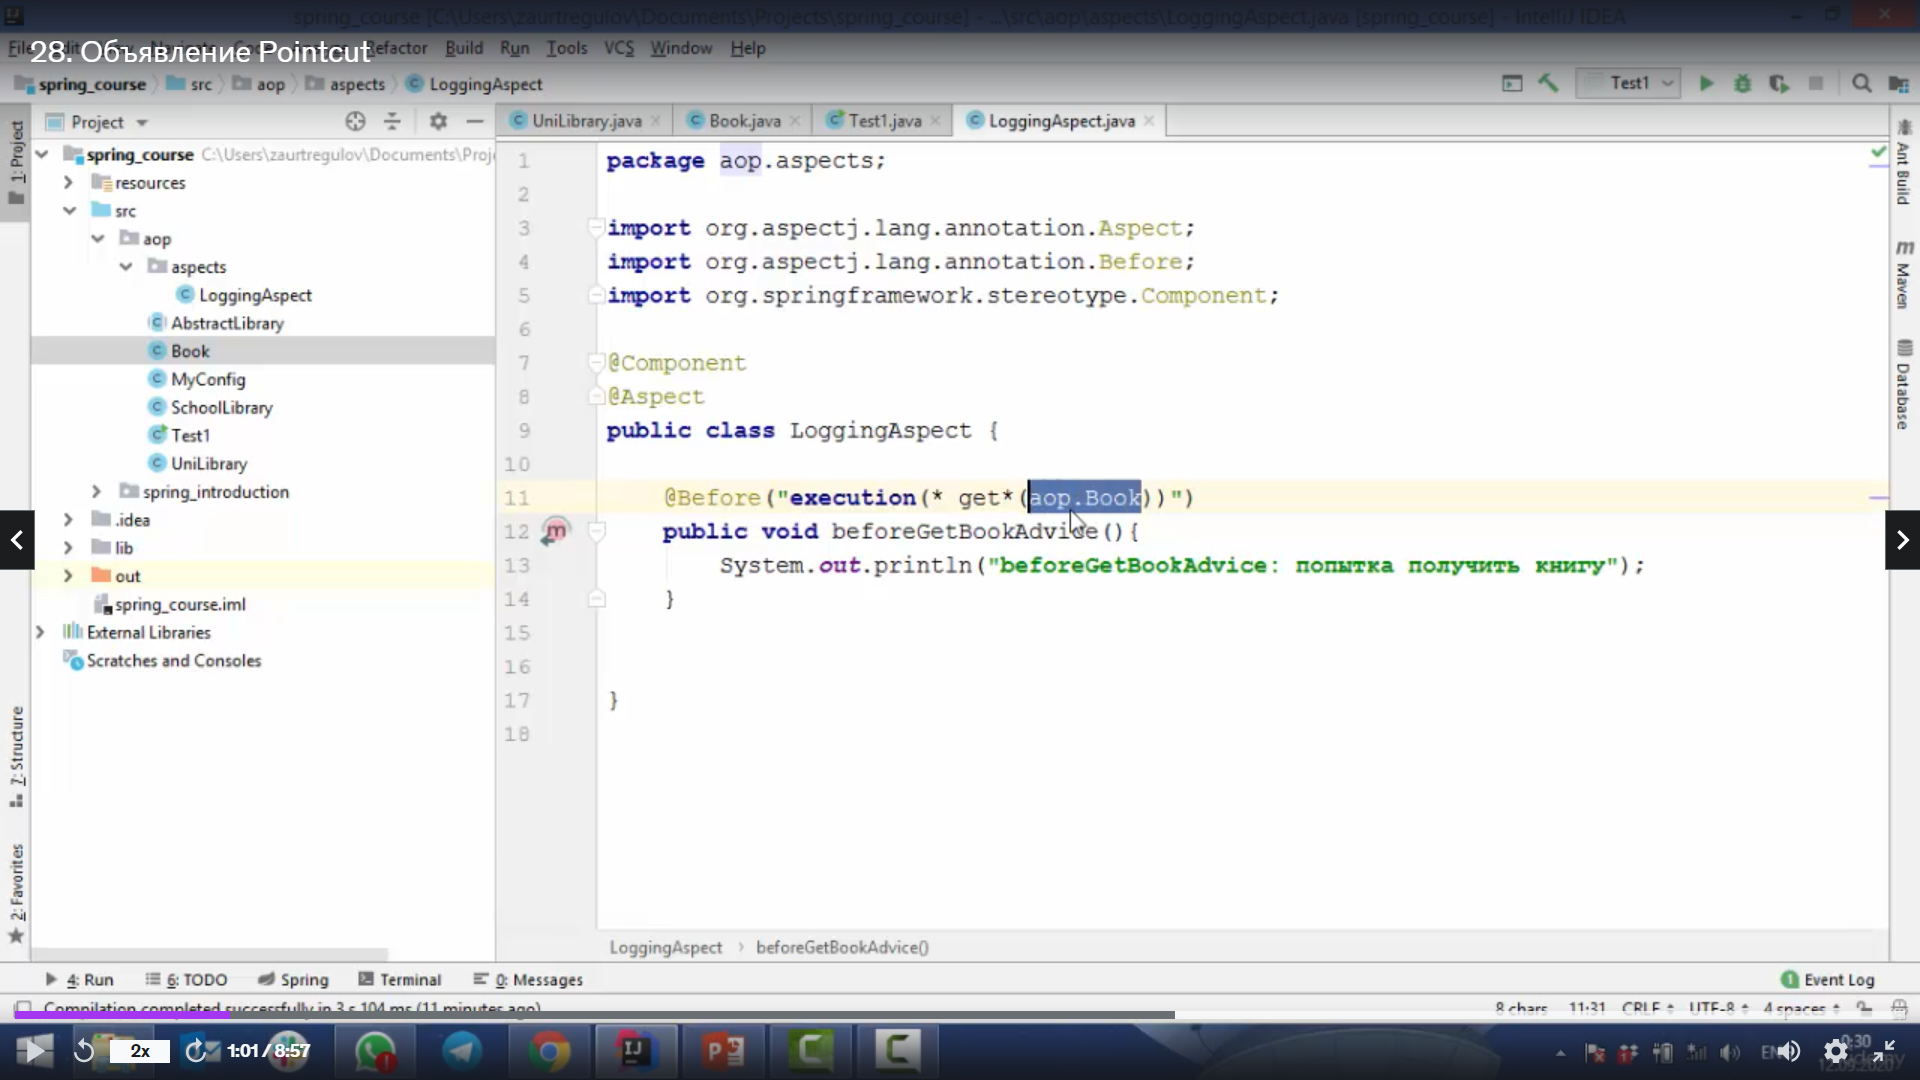 spring_course [C:\Users\zaurtregulov\Documents\Projects\spring_course] - ...\src\aop\aspects\LoggingAspect.java [spring_course] - IntelliJ IDEA
28. Объявление Pointcut
File Refactor Build Run Tools VCS Window Help
spring_course src aop aspects LoggingAspect
Test1
Project
UniLibrary.java Book.java Test1.java LoggingAspect.java
1: Project
7: Structure
2: Favorites
spring_course C:\Users\zaurtregulov\Documents\Proj
resources
src
aop
aspects
LoggingAspect
AbstractLibrary
Book
MyConfig
SchoolLibrary
Test1
UniLibrary
spring_introduction
.idea
lib
out
spring_course.iml
External Libraries
Scratches and Consoles
1 package aop.aspects;
2
3 import org.aspectj.lang.annotation.Aspect;
4 import org.aspectj.lang.annotation.Before;
5 import org.springframework.stereotype.Component;
6
7 @Component
8 @Aspect
9 public class LoggingAspect {
10
11 @Before("execution(* get*(aop.Book))")
12 public void beforeGetBookAdvice(){
13 System.out.println("beforeGetBookAdvice: попытка получить книгу");
14 }
15
16
17 }
18
Ant Build
Maven
Database
LoggingAspect beforeGetBookAdvice()
4: Run 6: TODO Spring Terminal 0: Messages 1 Event Log
Compilation completed successfully in 3 s 104 ms (11 minutes ago) 8 chars 11:31 CRLF UTF-8 4 spaces
2x 1:01 / 8:57